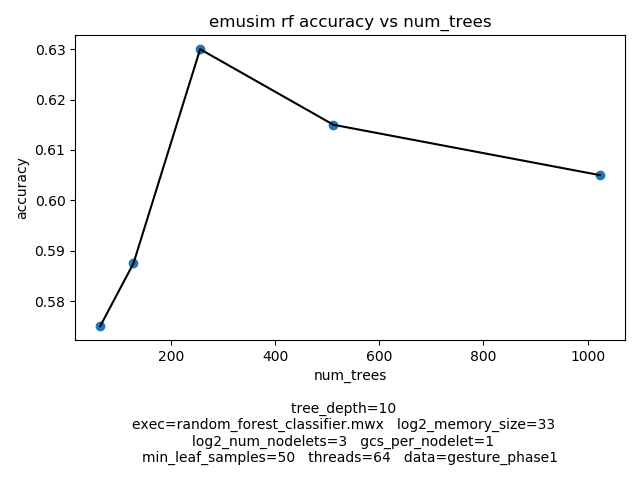 emusim rf accuracy vs num_trees
0.63
0.62
0.61
0.60
0.59
0.58
accuracy
200 400 600 800 1000
num_trees
tree_depth=10
exec=random_forest_classifier.mwx log2_memory_size=33
log2_num_nodelets=3 gcs_per_nodelet=1
min_leaf_samples=50 threads=64 data=gesture_phase1